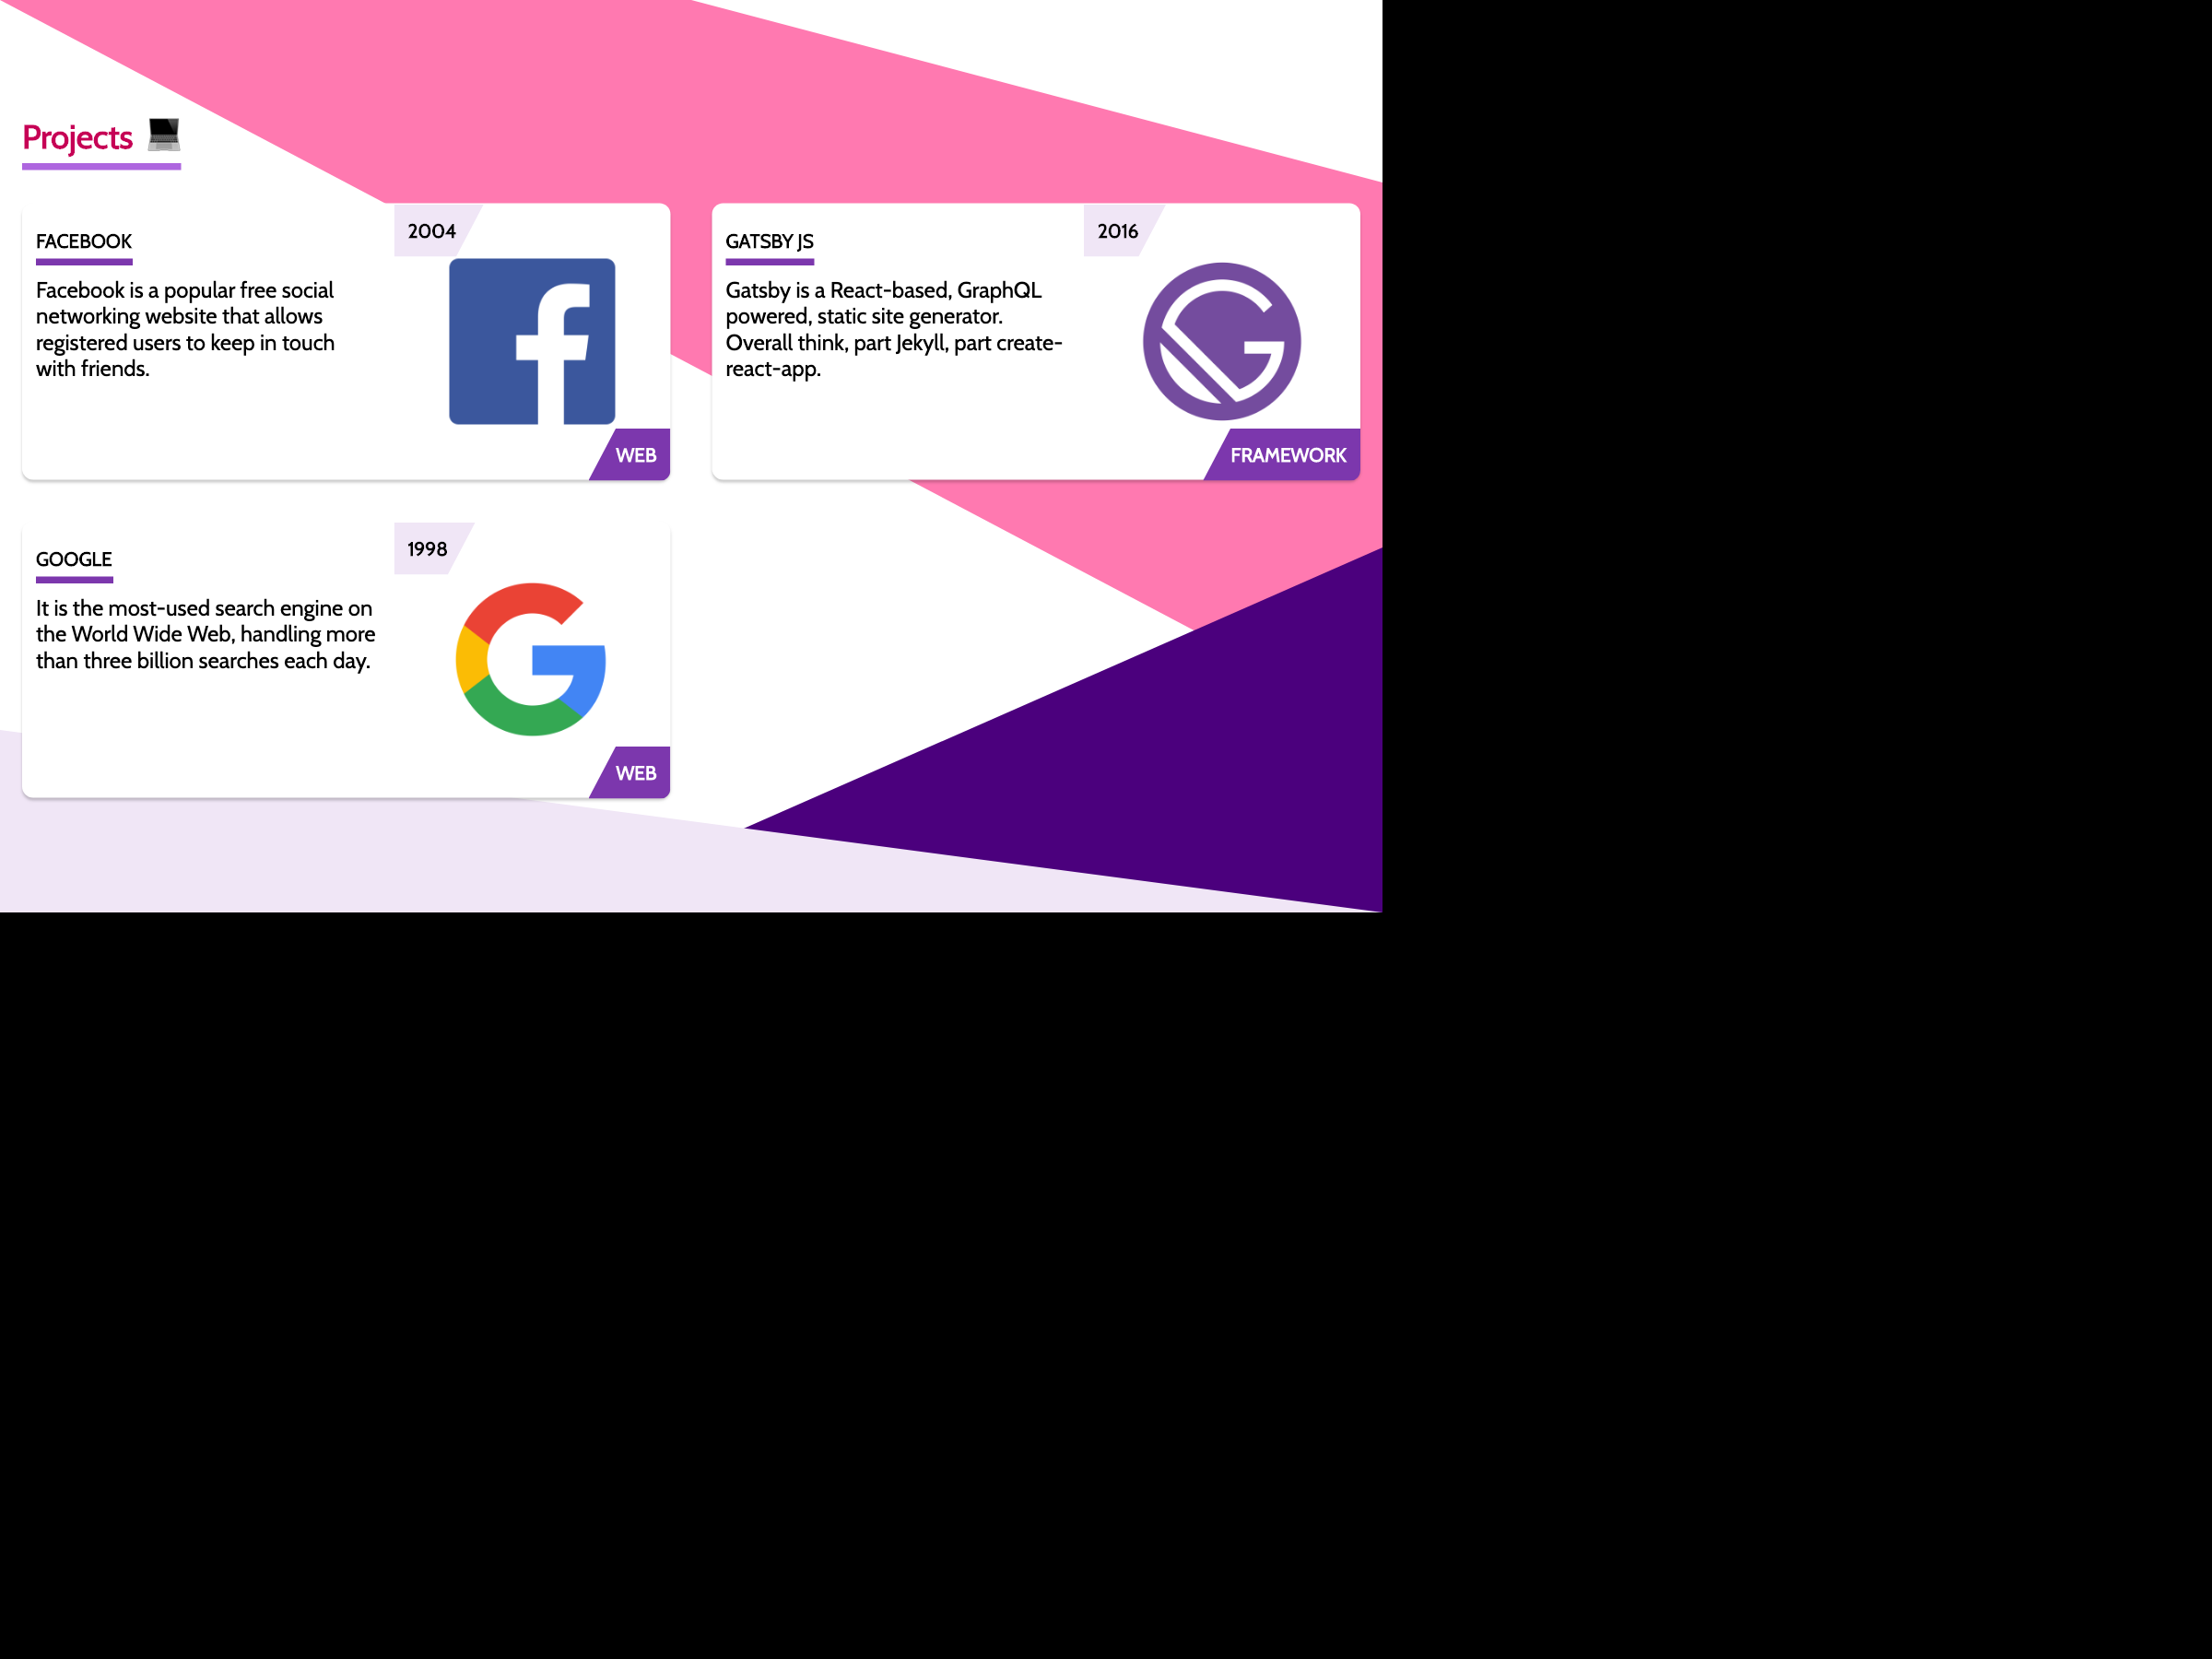 Projects
FACEBOOK
2004
Facebook is a popular free social
networking website that allows
registered users to keep in touch
with friends.
WEB
GATSBY JS
2016
Gatsby is a React-based, GraphQL
powered, static site generator.
Overall think, part Jekyll, part create-
react-app.
FRAMEWORK
GOOGLE
1998
It is the most-used search engine on
the World Wide Web, handling more
than three billion searches each day.
WEB